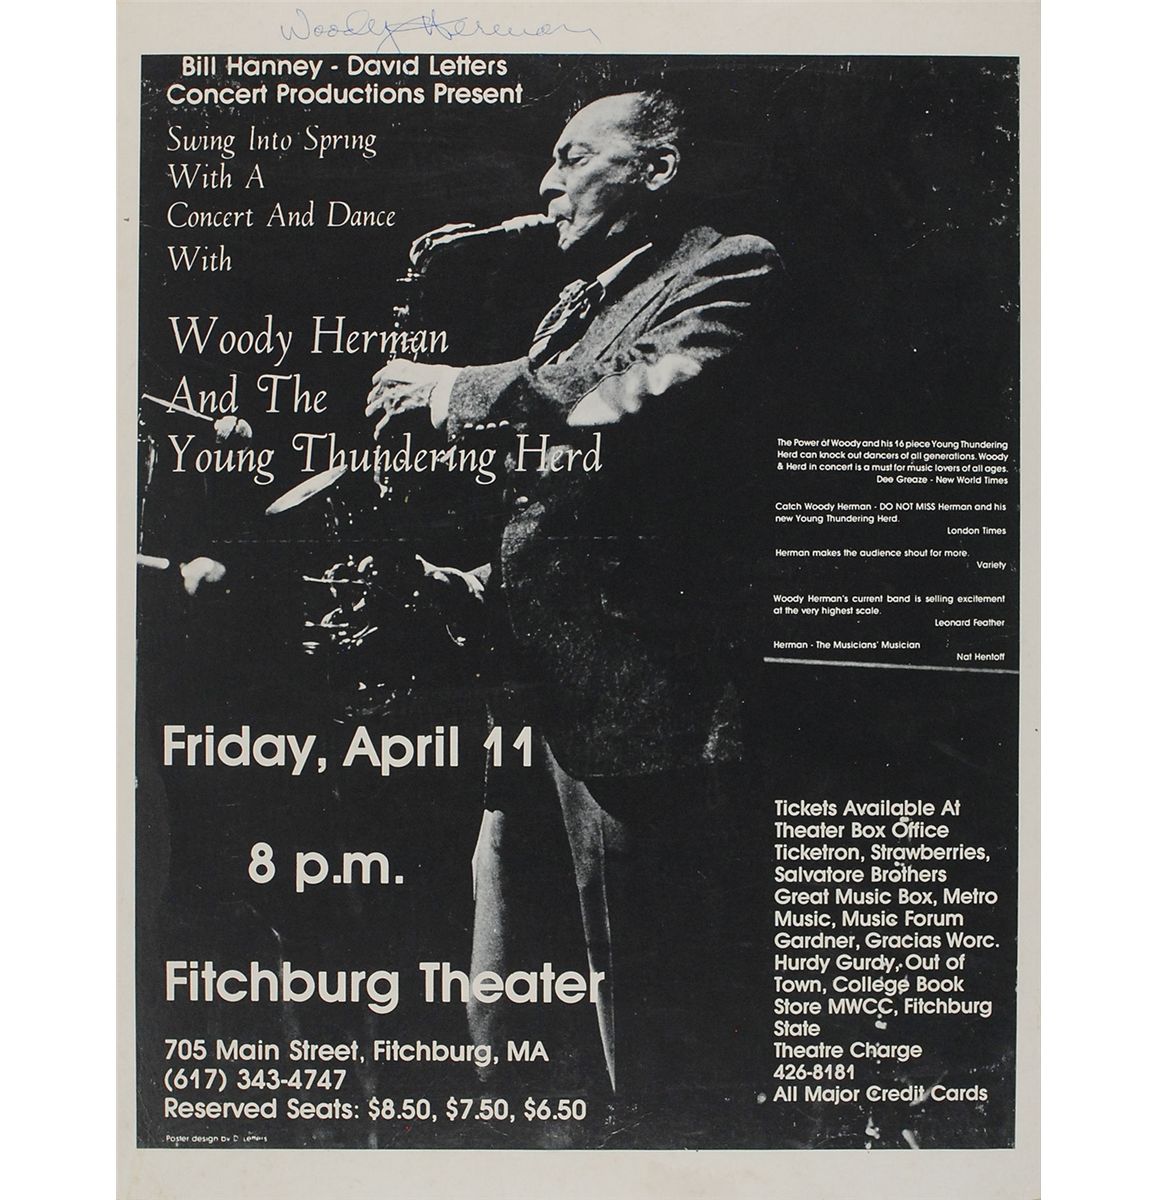 Woody Herman
Bill Hanney - David Letters
Concert Productions Present
Swing Into Spring
With A
Concert And Dance
With
Woody Herman
And The
Young Thundering Herd
The Power of Woody and his 16 piece Young Thundering
Herd can knock out dancers of all generations. Woody
& Herd in concert is a must for music lovers of all ages.
Dee Greaze - New World Times
Catch Woody Herman - DO NOT MISS Herman and his
new Young Thundering Herd.
London Times
Herman makes the audience shout for more.
Variety
Woody Herman's current band is selling excitement
at the very highest scale.
Leonard Feather
Herman - The Musicians' Musician
Nat Hentoff
Friday, April 11
8 p.m.
Fitchburg Theater
705 Main Street, Fitchburg, MA
(617) 343-4747
Reserved Seats: $8.50, $7.50, $6.50
Poster design by D Letters
Tickets Available At
Theater Box Office
Ticketron, Strawberries,
Salvatore Brothers
Great Music Box, Metro
Music, Music Forum
Gardner, Gracias Worc.
Hurdy Gurdy, Out of
Town, College Book
Store MWCC, Fitchburg
State
Theatre Charge
426-8181
All Major Credit Cards